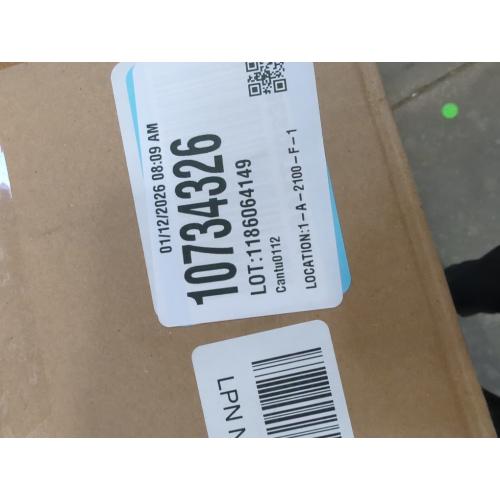 01/12/2026 08:09 AM
10734326
LOT:1186064149
Cantu0112
LOCATION:1-A-2100-F-1
LPN N